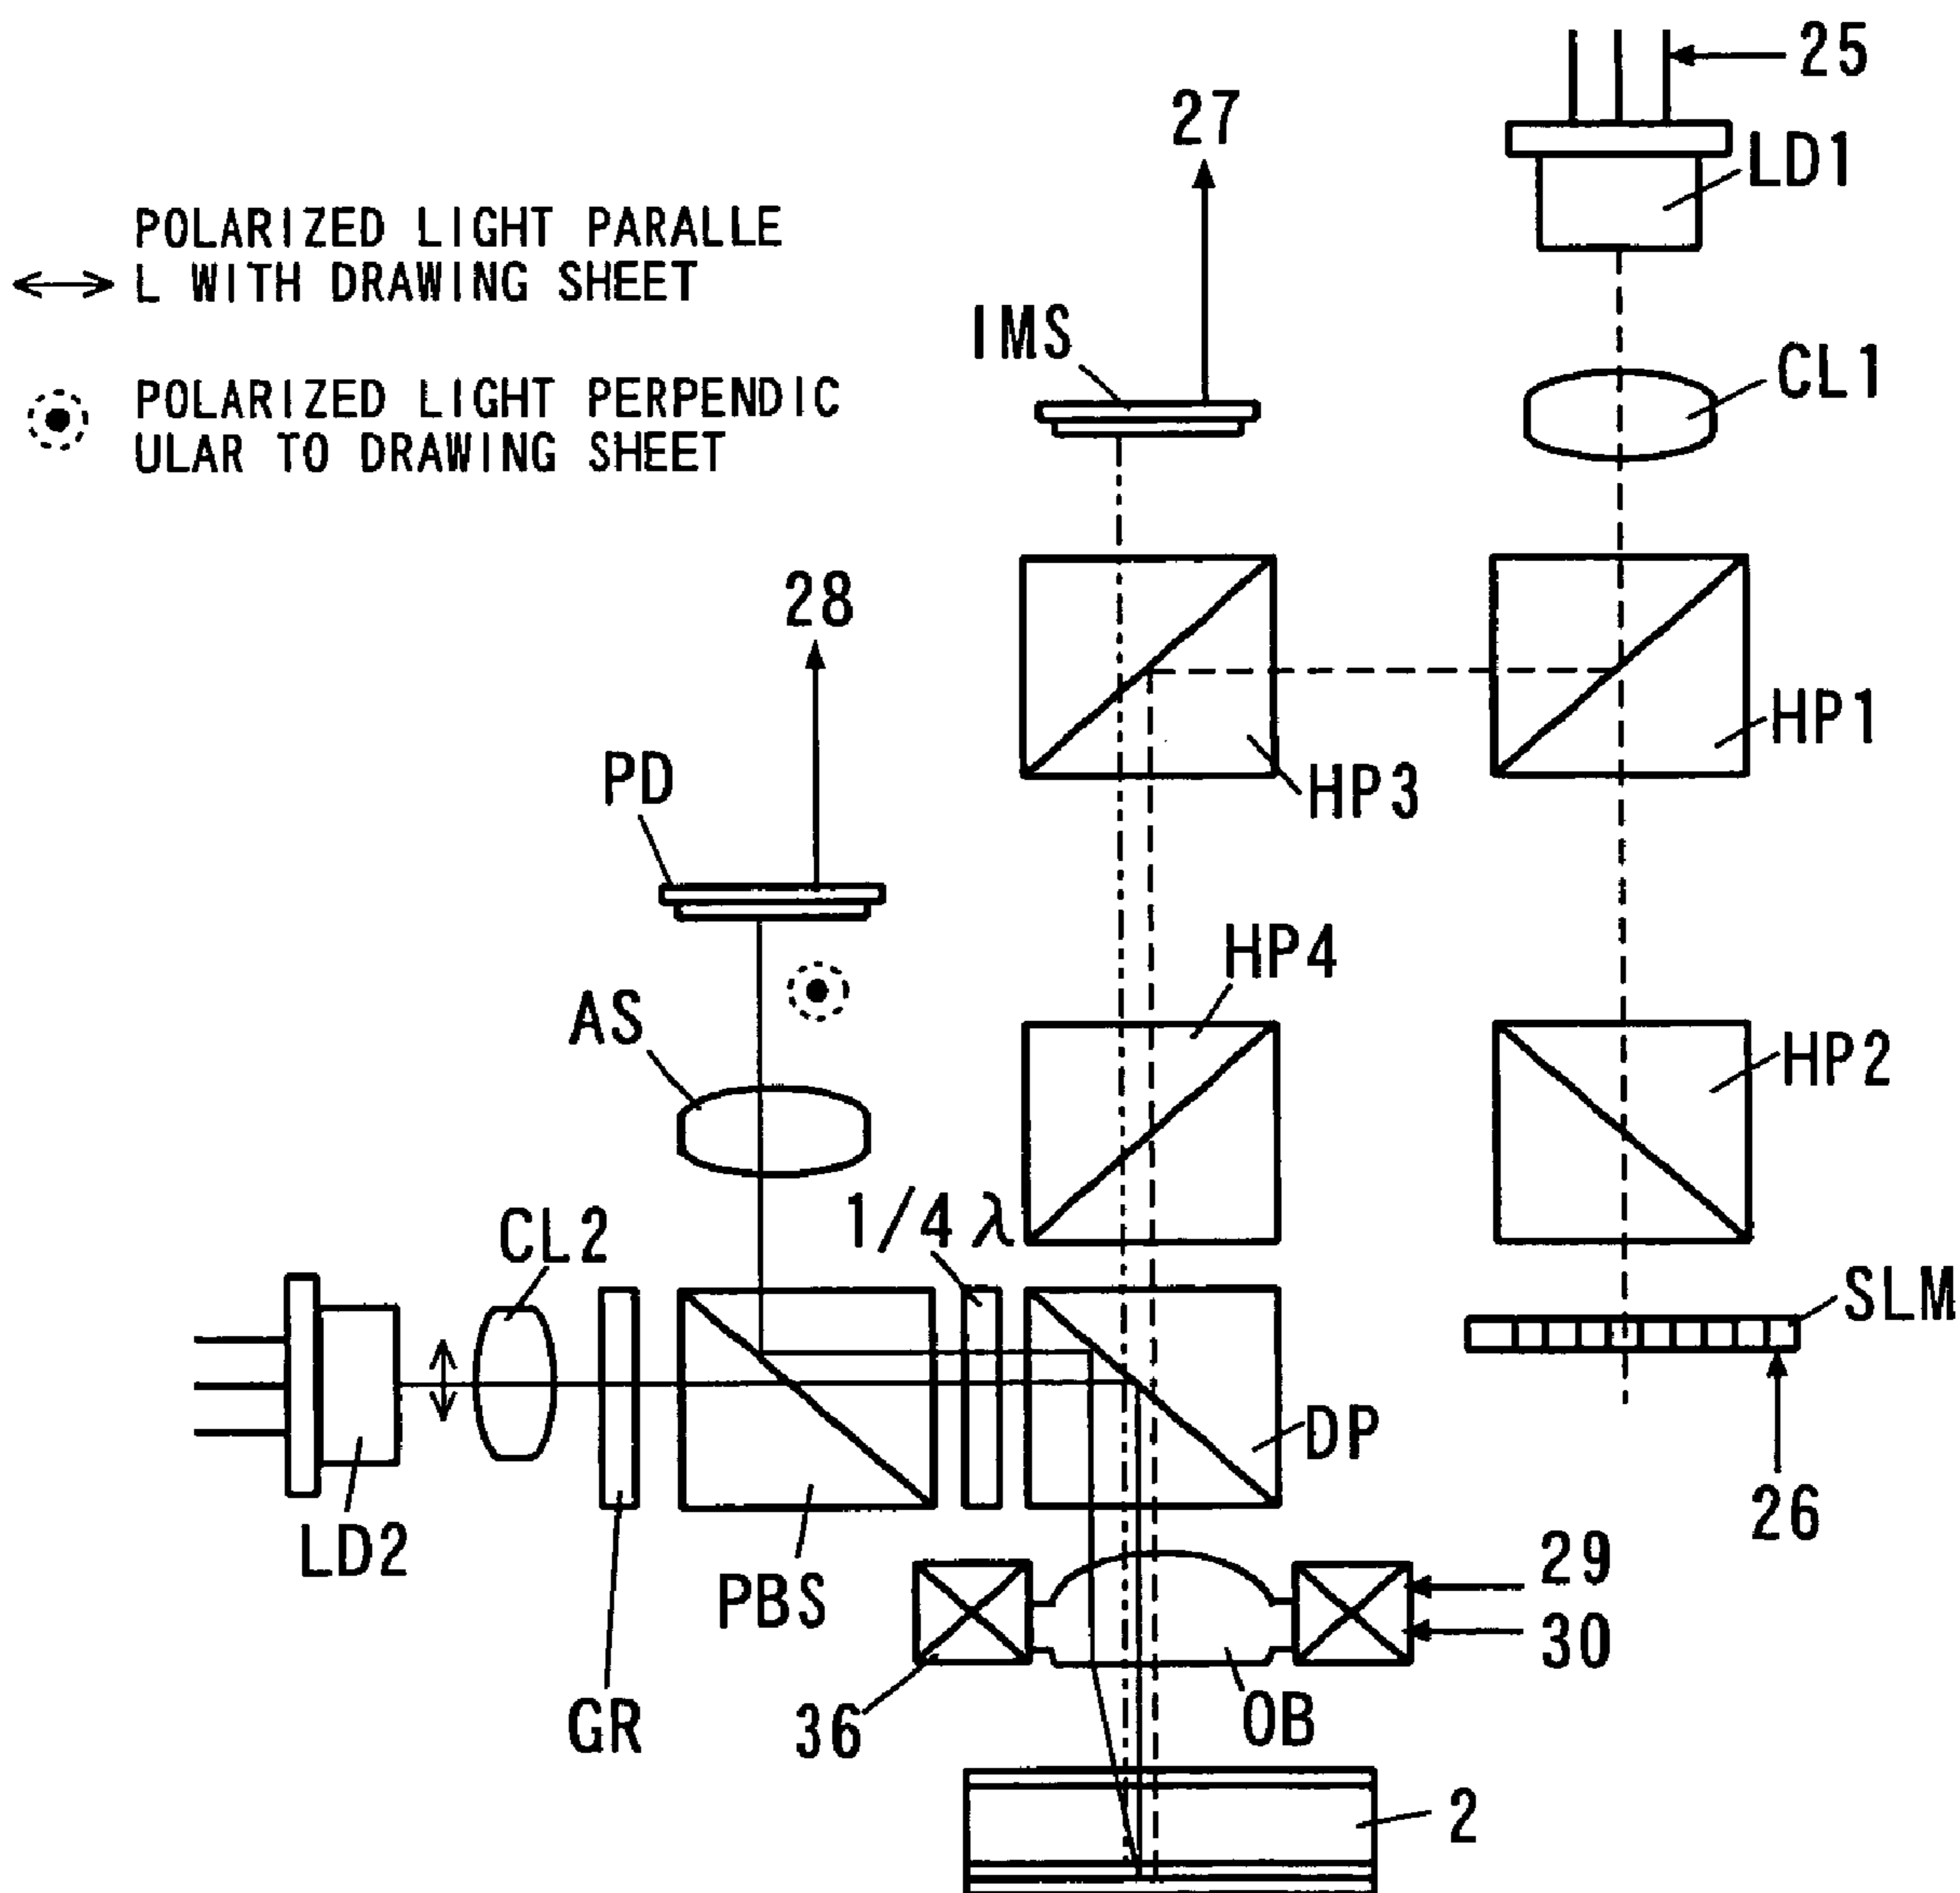 25
27
LD1
POLARIZED LIGHT PARALLE
L WITH DRAWING SHEET
IMS
CL1
POLARIZED LIGHT PERPENDIC
ULAR TO DRAWING SHEET
28
HP1
PD
HP3
HP4
AS
HP2
1/4 λ
CL2
SLM
DP
26
LD2
PBS
29
30
GR
36
OB
2